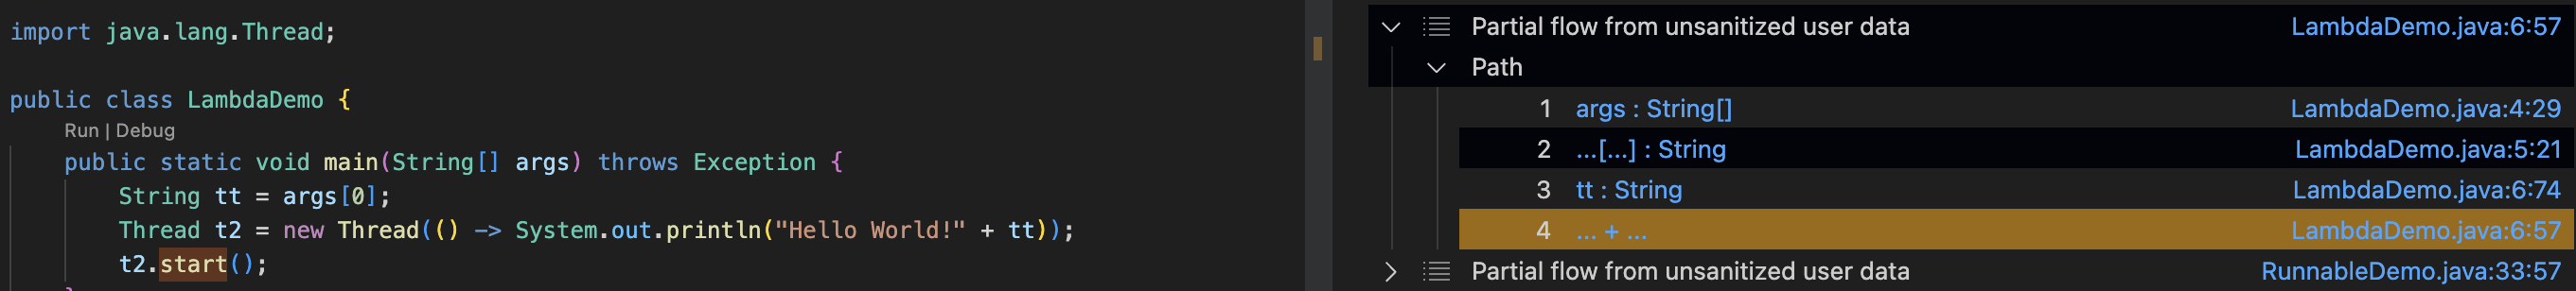 import java.lang.Thread;
public class LambdaDemo {
Run | Debug
public static void main(String[] args) throws Exception {
String tt = args[0];
Thread t2 = new Thread(() -> System.out.println("Hello World!" + tt));
t2.start();
}
Partial flow from unsanitized user data LambdaDemo.java:6:57
Path
1 args : String[] LambdaDemo.java:4:29
2 ...[...] : String LambdaDemo.java:5:21
3 tt : String LambdaDemo.java:6:74
4 ... + ... LambdaDemo.java:6:57
Partial flow from unsanitized user data RunnableDemo.java:33:57